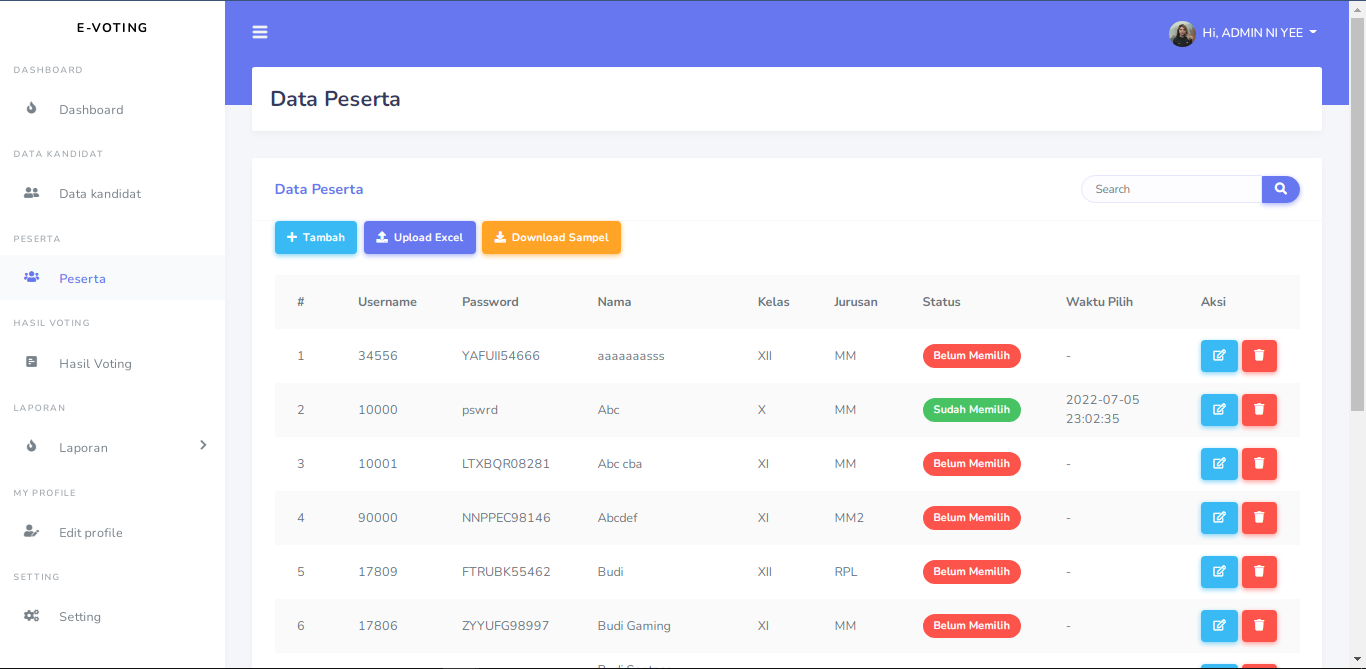 E-VOTING
Hi, ADMIN NI YEE
DASHBOARD
Dashboard
DATA KANDIDAT
Data kandidat
PESERTA
Peserta
HASIL VOTING
Hasil Voting
LAPORAN
Laporan
MY PROFILE
Edit profile
SETTING
Setting
Data Peserta
Data Peserta
Search
Tambah
Upload Excel
Download Sampel
# Username Password Nama Kelas Jurusan Status Waktu Pilih Aksi
1 34556 YAFUII54666 aaaaaaasss XII MM Belum Memilih -
2 10000 pswrd Abc X MM Sudah Memilih 2022-07-05
23:02:35
3 10001 LTXBQR08281 Abc cba XI MM Belum Memilih -
4 90000 NNPPEC98146 Abcdef XI MM2 Belum Memilih -
5 17809 FTRUBK55462 Budi XII RPL Belum Memilih -
6 17806 ZYYUFG98997 Budi Gaming XI MM Belum Memilih -